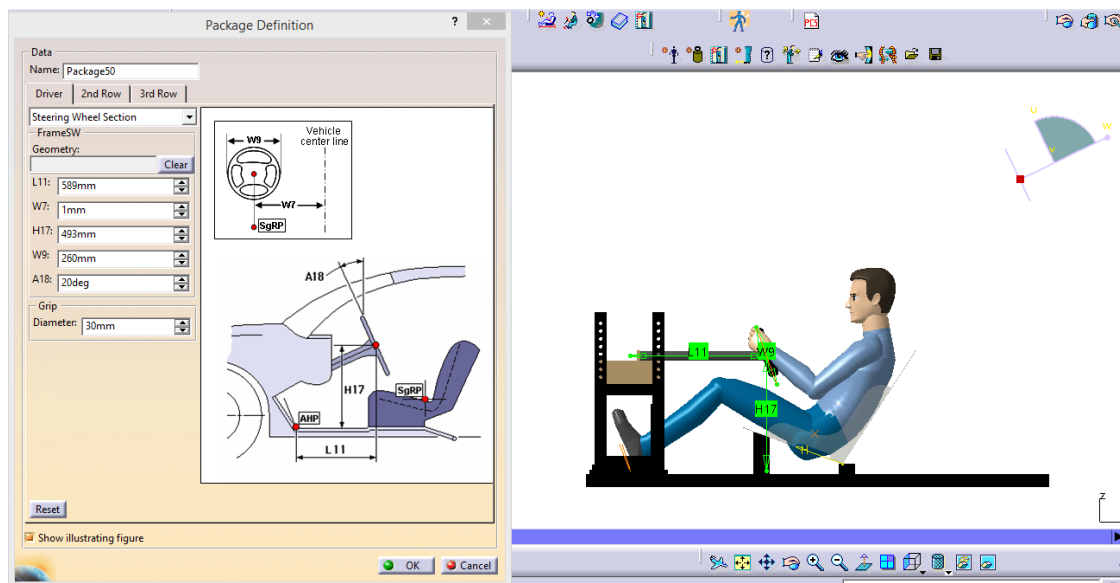 Package Definition
?
Data
Name: Package50
Driver 2nd Row 3rd Row
Steering Wheel Section
FrameSW
Geometry:
Clear
L11: 589mm
W7: 1mm
H17: 493mm
W9: 260mm
A18: 20deg
Grip
Diameter: 30mm
W9
Vehicle
center line
W7
SgRP
A18
H17
SgRP
AHP
L11
Reset
Show illustrating figure
OK Cancel
PCS
u
w
v
L11
W9
H17
H
z